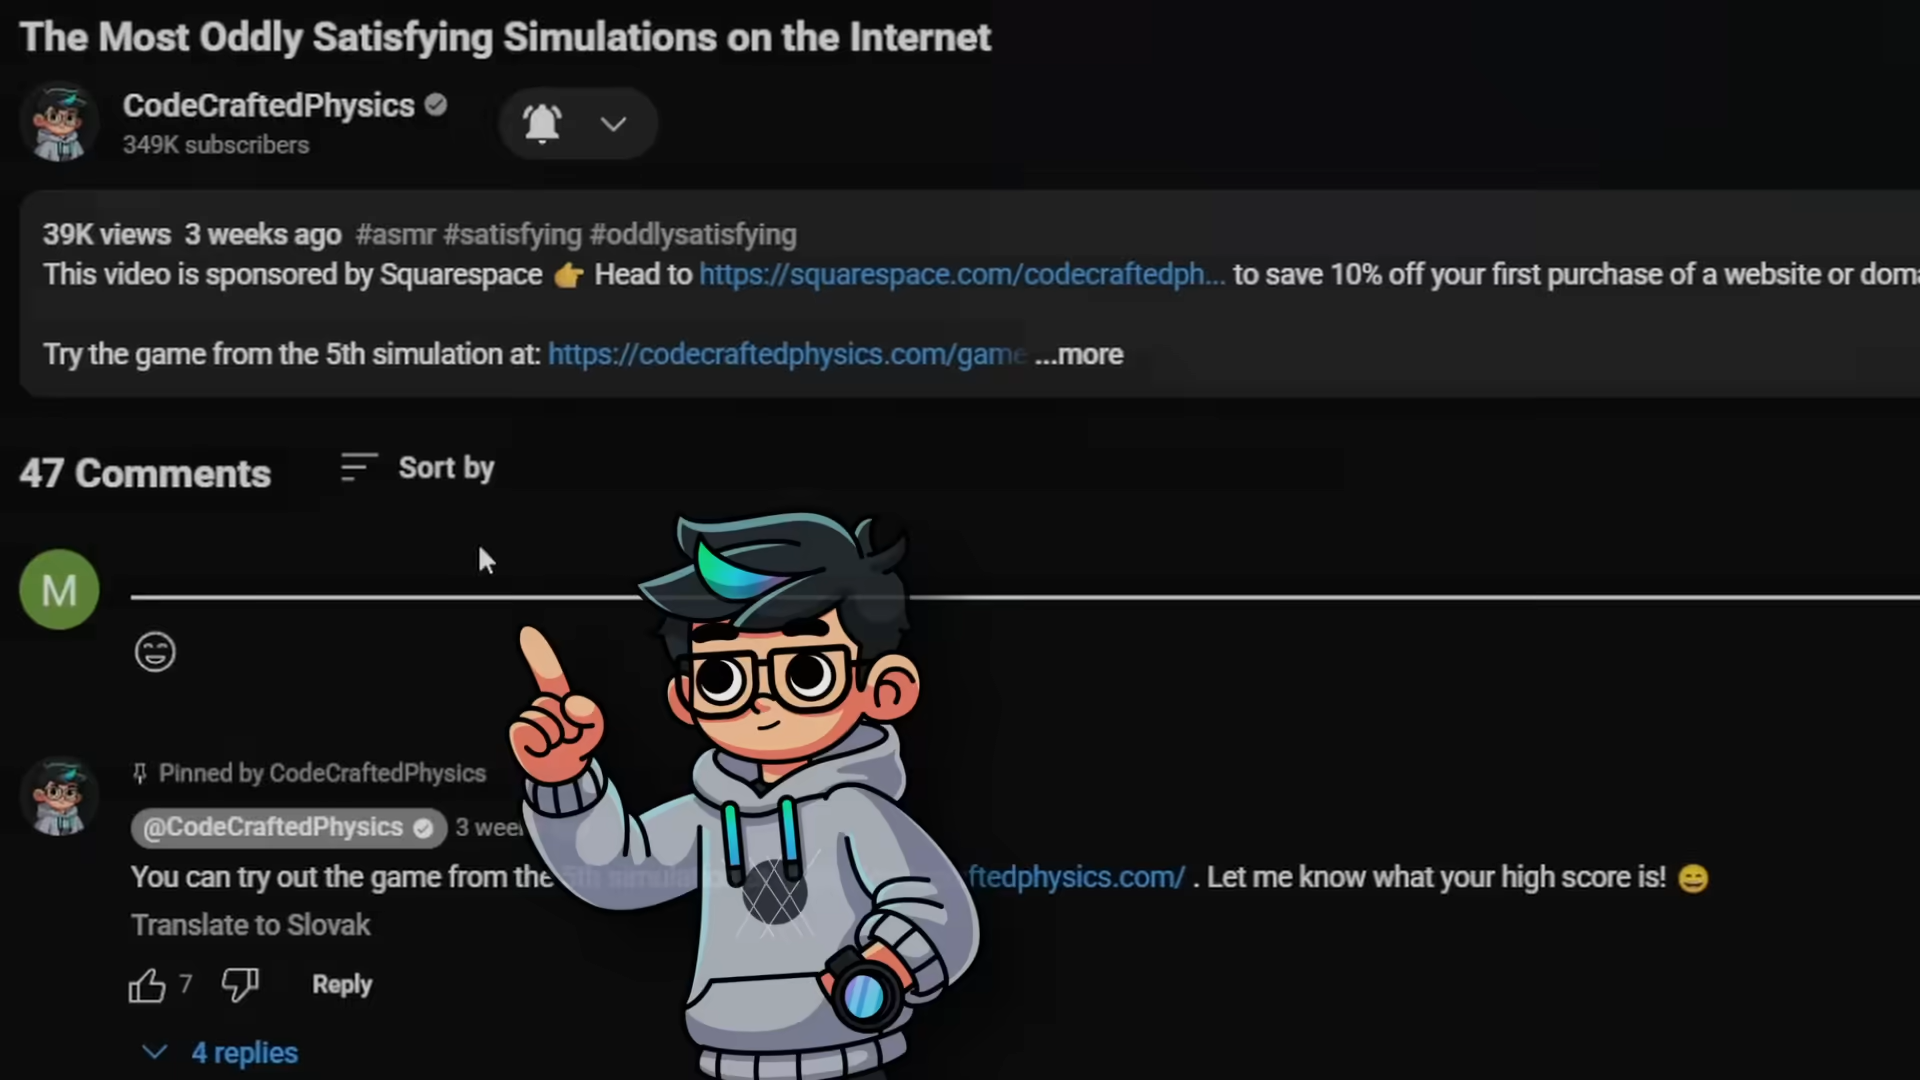 The Most Oddly Satisfying Simulations on the Internet
CodeCraftedPhysics
349K subscribers
39K views 3 weeks ago #asmr #satisfying #oddlysatisfying
This video is sponsored by Squarespace 👉 Head to https://squarespace.com/codecraftedph... to save 10% off your first purchase of a website or doma
Try the game from the 5th simulation at: https://codecraftedphysics.com/game ...more
47 Comments
Sort by
M
Pinned by CodeCraftedPhysics
@CodeCraftedPhysics 3 week
You can try out the game from the 5th simulat ftedphysics.com/ . Let me know what your high score is! 😄
Translate to Slovak
7
Reply
4 replies